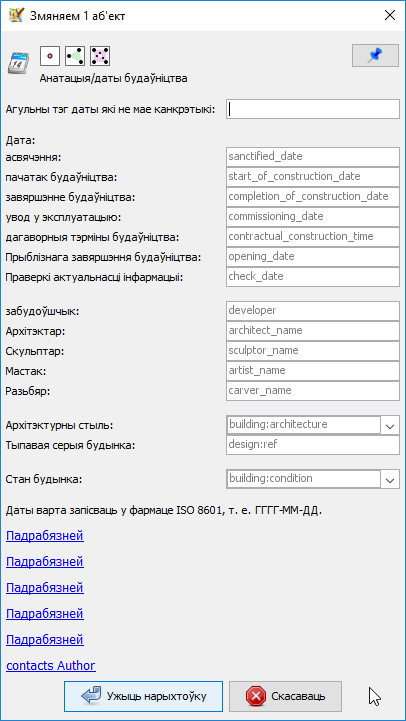 Змяняем 1 аб'ект
14
Анатацыя/даты будаўніцтва
Агульны тэг даты які не мае канкрэтыкі:
Дата:
асвячэння: sanctified_date
пачатак будаўніцтва: start_of_construction_date
завяршэнне будаўніцтва: completion_of_construction_date
увод у эксплуатацыю: commissioning_date
дагаворныя тэрміны будаўніцтва: contractual_construction_time
Прыблізнага завяршэння будаўніцтва: opening_date
Праверкі актуальнасці інфармацыі: check_date
забудоўшчык: developer
Архітэктар: architect_name
Скульптар: sculptor_name
Мастак: artist_name
Разьбяр: carver_name
Архітэктурны стыль: building:architecture
Тыпавая серыя будынка: design:ref
Стан будынка: building:condition
Даты варта запісваць у фармаце ISO 8601, т. е. ГГГГ-ММ-ДД.
Падрабязней
Падрабязней
Падрабязней
Падрабязней
Падрабязней
contacts Author
Ужыць нарыхтоўку Скасаваць